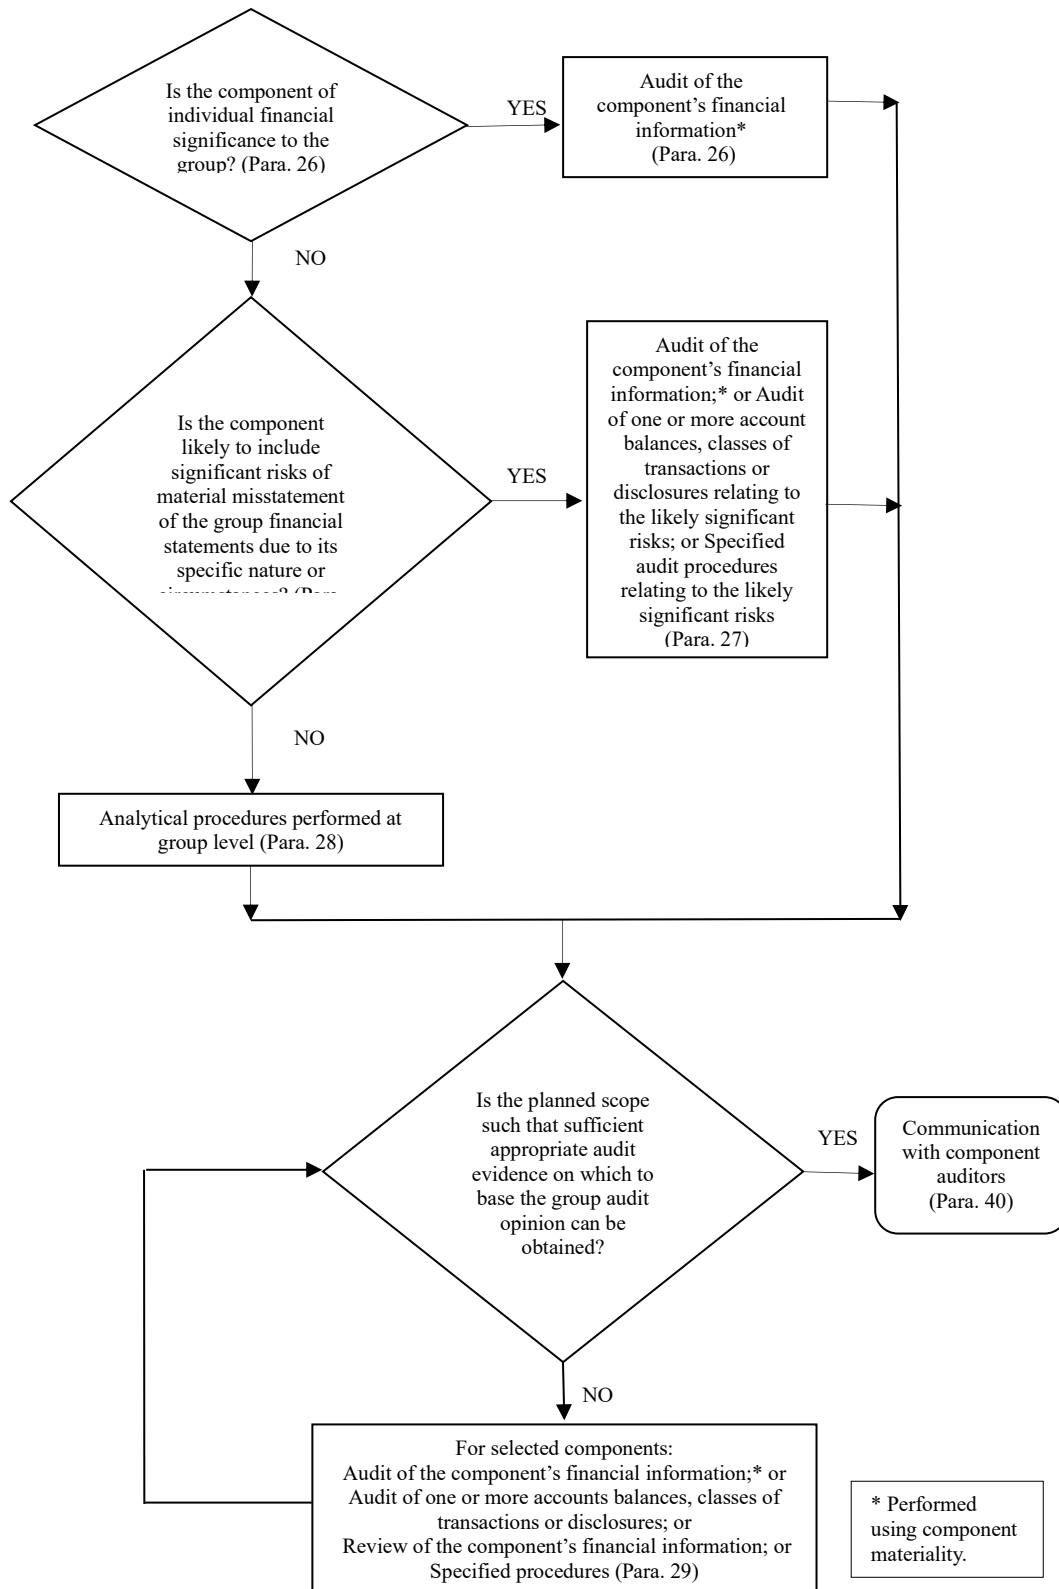 Is the component of
individual financial
significance to the
group? (Para. 26)
YES
Audit of the
component’s financial
information*
(Para. 26)
NO
Is the component
likely to include
significant risks of
material misstatement
of the group financial
statements due to its
specific nature or
circumstances? (Para.
YES
Audit of the
component’s financial
information;* or Audit
of one or more account
balances, classes of
transactions or
disclosures relating to
the likely significant
risks; or Specified
audit procedures
relating to the likely
significant risks
(Para. 27)
NO
Analytical procedures performed at
group level (Para. 28)
Is the planned scope
such that sufficient
appropriate audit
evidence on which to
base the group audit
opinion can be
obtained?
YES
Communication
with component
auditors
(Para. 40)
NO
For selected components:
Audit of the component’s financial information;* or
Audit of one or more accounts balances, classes of
transactions or disclosures; or
Review of the component’s financial information; or
Specified procedures (Para. 29)
* Performed
using component
materiality.